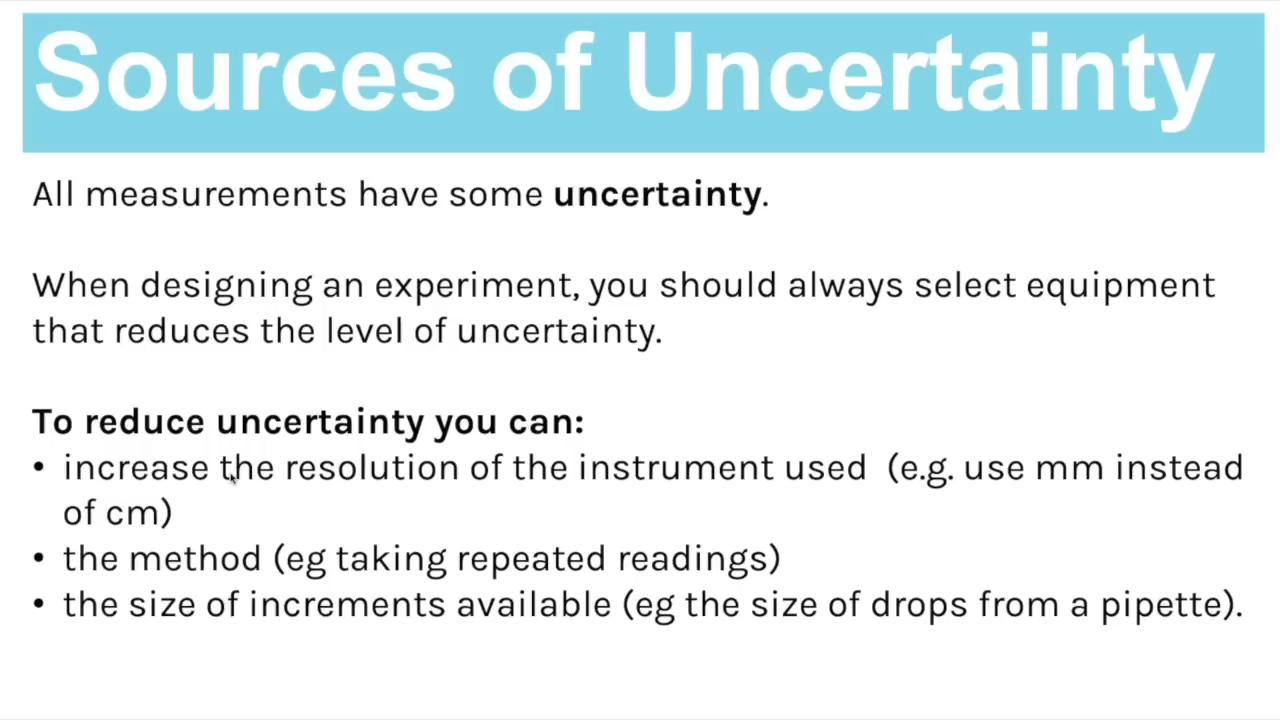 Sources of Uncertainty
All measurements have some uncertainty.
When designing an experiment, you should always select equipment
that reduces the level of uncertainty.
To reduce uncertainty you can:
• increase the resolution of the instrument used  (e.g. use mm instead
of cm)
• the method (eg taking repeated readings)
• the size of increments available (eg the size of drops from a pipette).